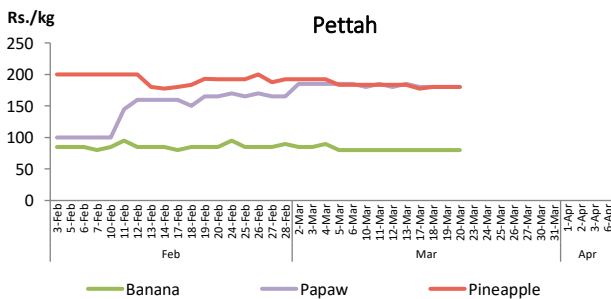 Rs./kg
Pettah
250
200
150
100
50
0
3-Feb
5-Feb
6-Feb
7-Feb
10-Feb
11-Feb
12-Feb
13-Feb
14-Feb
17-Feb
18-Feb
19-Feb
20-Feb
24-Feb
25-Feb
26-Feb
27-Feb
28-Feb
2-Mar
3-Mar
4-Mar
5-Mar
6-Mar
10-Mar
11-Mar
12-Mar
13-Mar
17-Mar
18-Mar
19-Mar
20-Mar
23-Mar
24-Mar
25-Mar
26-Mar
27-Mar
30-Mar
31-Mar
1-Apr
2-Apr
3-Apr
6-Apr
Feb
Mar
Apr
Banana
Papaw
Pineapple